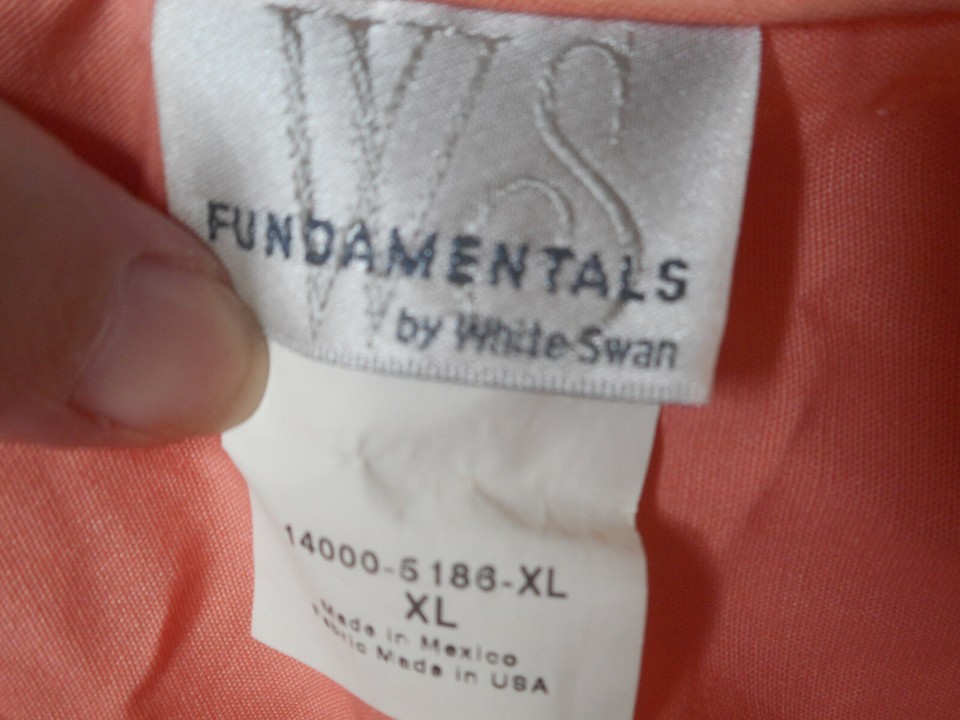 WS
FUNDAMENTALS
by White Swan
14000-5186-XL
XL
Made in Mexico
Fabric Made in USA